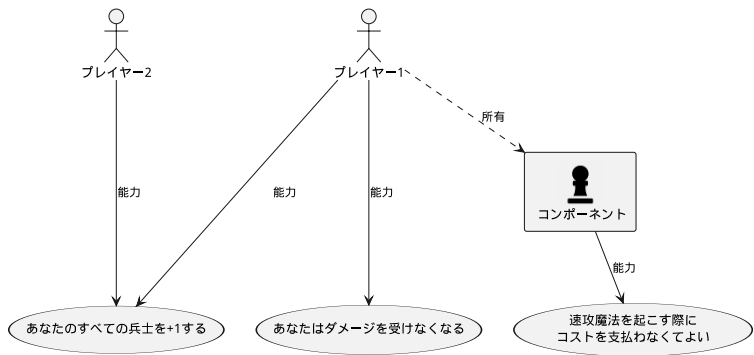 プレイヤー2
プレイヤー1
所有
コンポーネント
能力
能力
能力
能力
あなたのすべての兵士を+1する
あなたはダメージを受けなくなる
速攻魔法を起こす際に
コストを支払わなくてよい